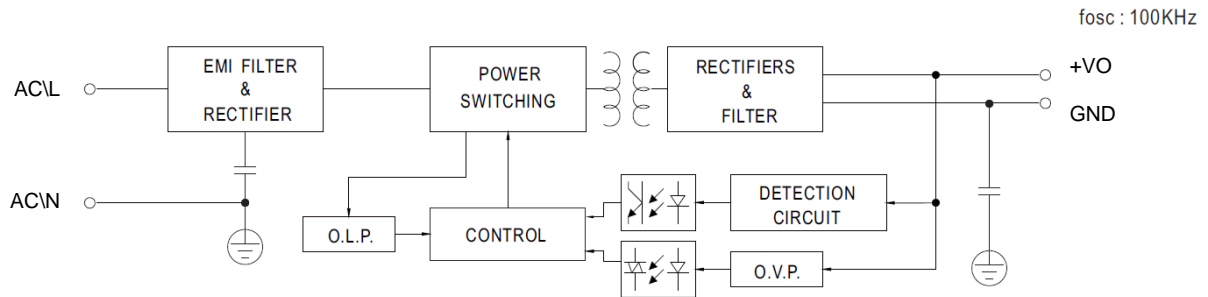 fosc : 100KHz
EMI FILTER
&
RECTIFIER
POWER
SWITCHING
RECTIFIERS
&
FILTER
AC\L
+VO
GND
AC\N
O.L.P.
CONTROL
DETECTION
CIRCUIT
O.V.P.